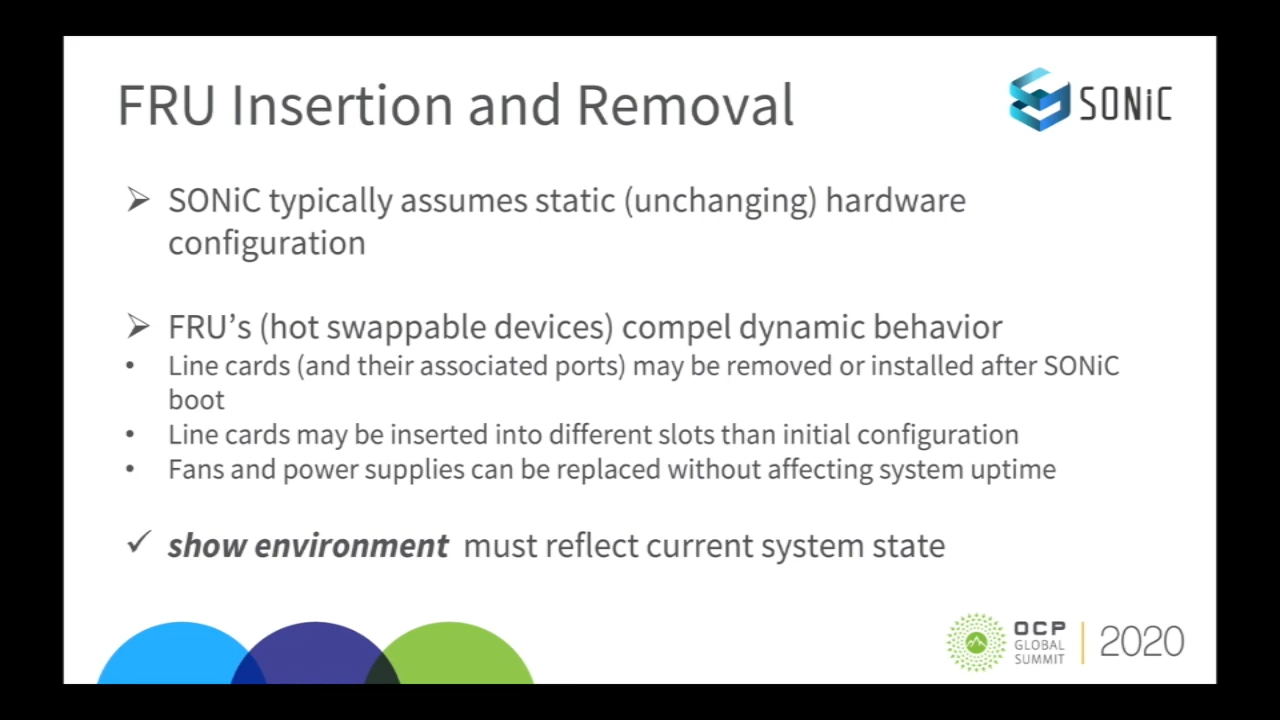 FRU Insertion and Removal
SONiC
➢ SONiC typically assumes static (unchanging) hardware
configuration
➢ FRU’s (hot swappable devices) compel dynamic behavior
• Line cards (and their associated ports) may be removed or installed after SONiC
boot
• Line cards may be inserted into different slots than initial configuration
• Fans and power supplies can be replaced without affecting system uptime
✓ show environment must reflect current system state
OCP
GLOBAL
SUMMIT
2020